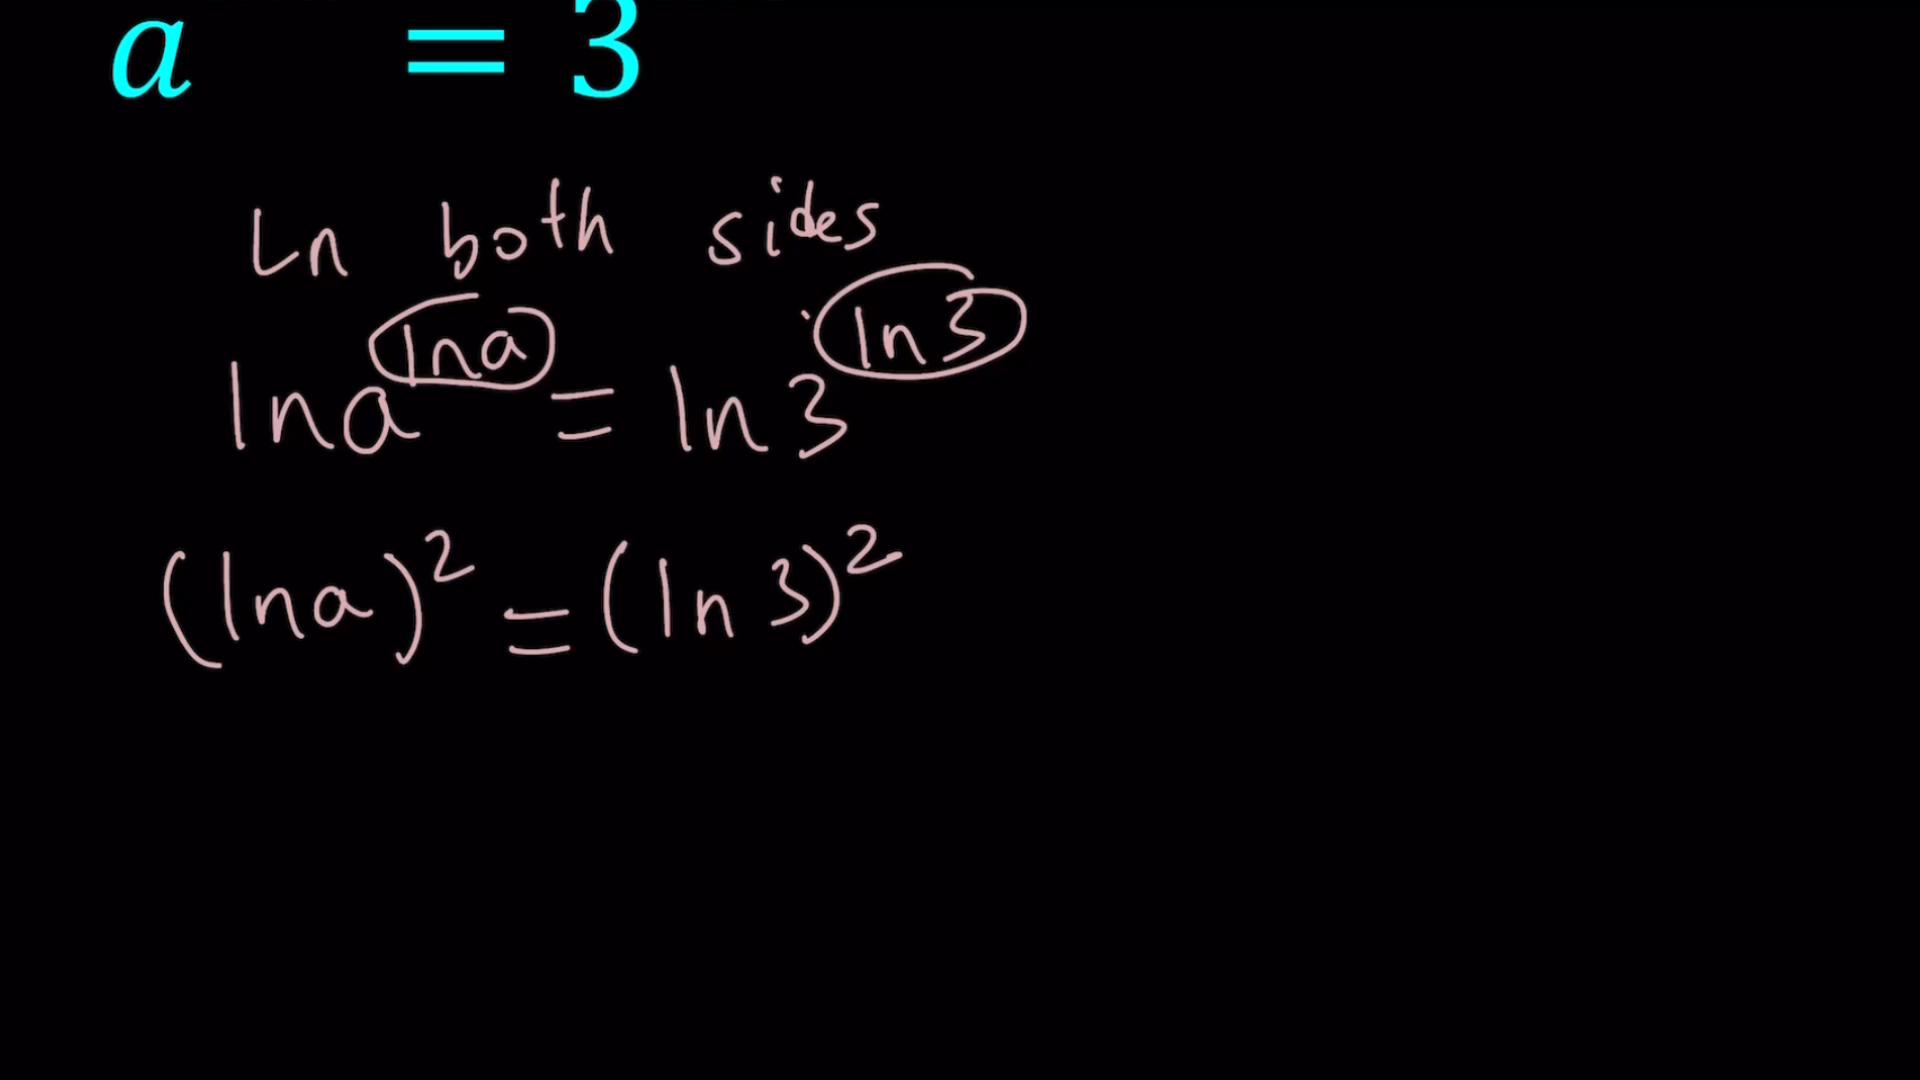 a = 3
Ln both sides
ln a^{ln a} = ln 3^{ln 3}
(ln a)^2 = (ln 3)^2